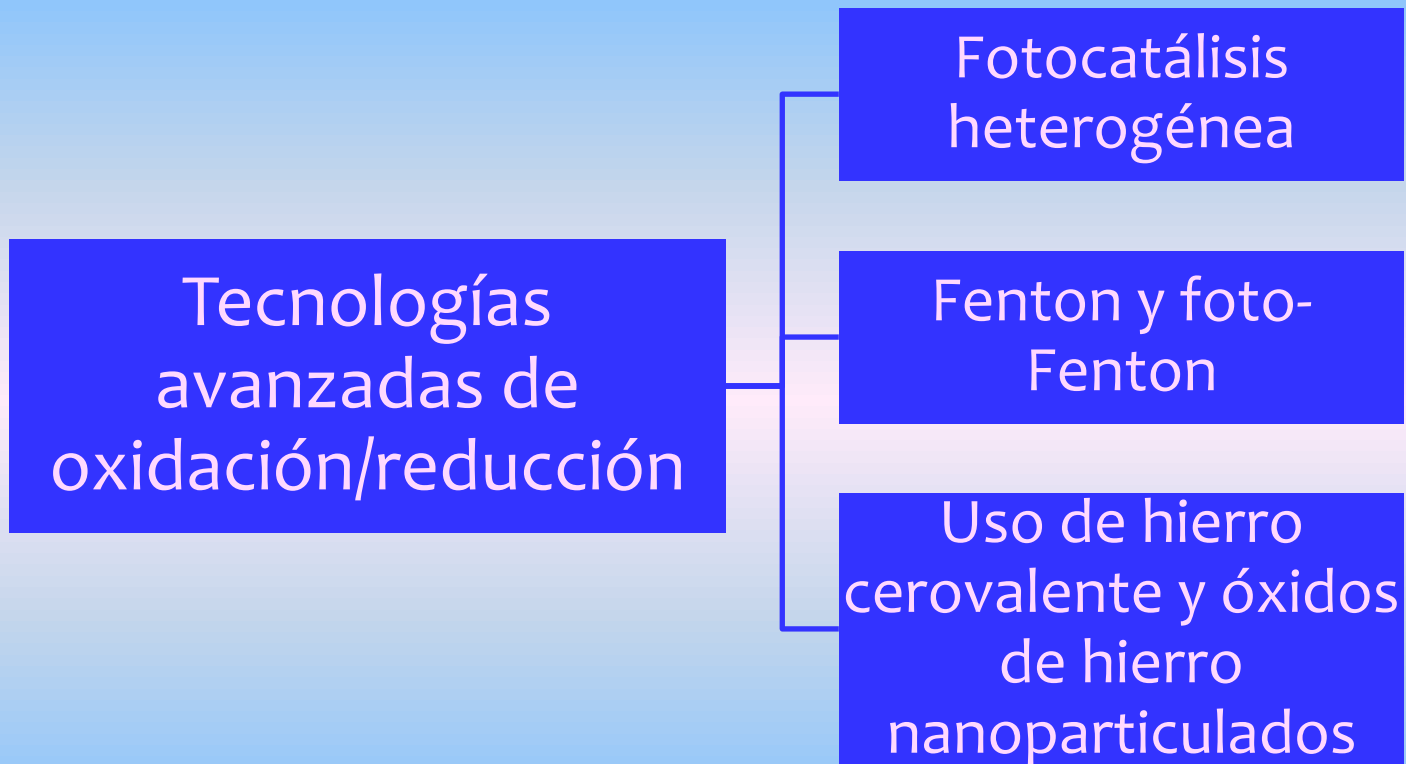 Tecnologías
avanzadas de
oxidación/reducción
Fotocatálisis
heterogénea
Fenton y foto-
Fenton
Uso de hierro
cerovalente y óxidos
de hierro
nanoparticulados